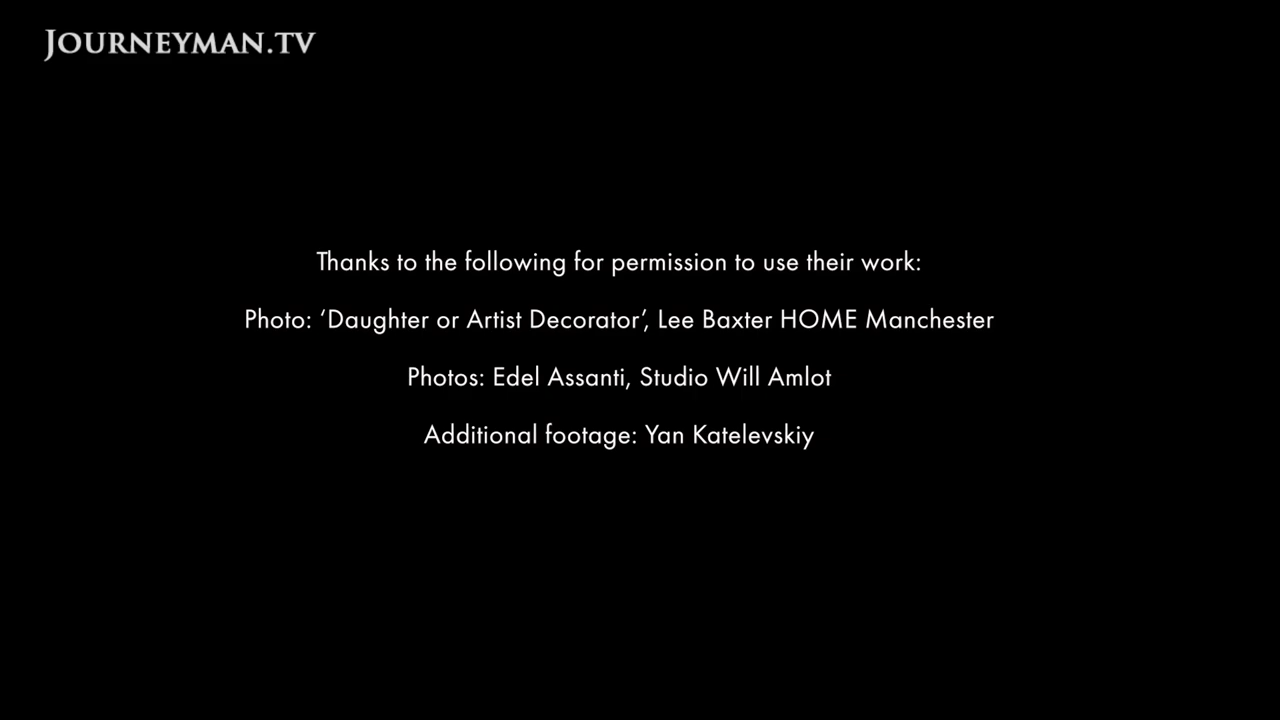 JOURNEYMAN.TV
Thanks to the following for permission to use their work:
Photo: ‘Daughter or Artist Decorator’, Lee Baxter HOME Manchester
Photos: Edel Assanti, Studio Will Amlot
Additional footage: Yan Katelevskiy